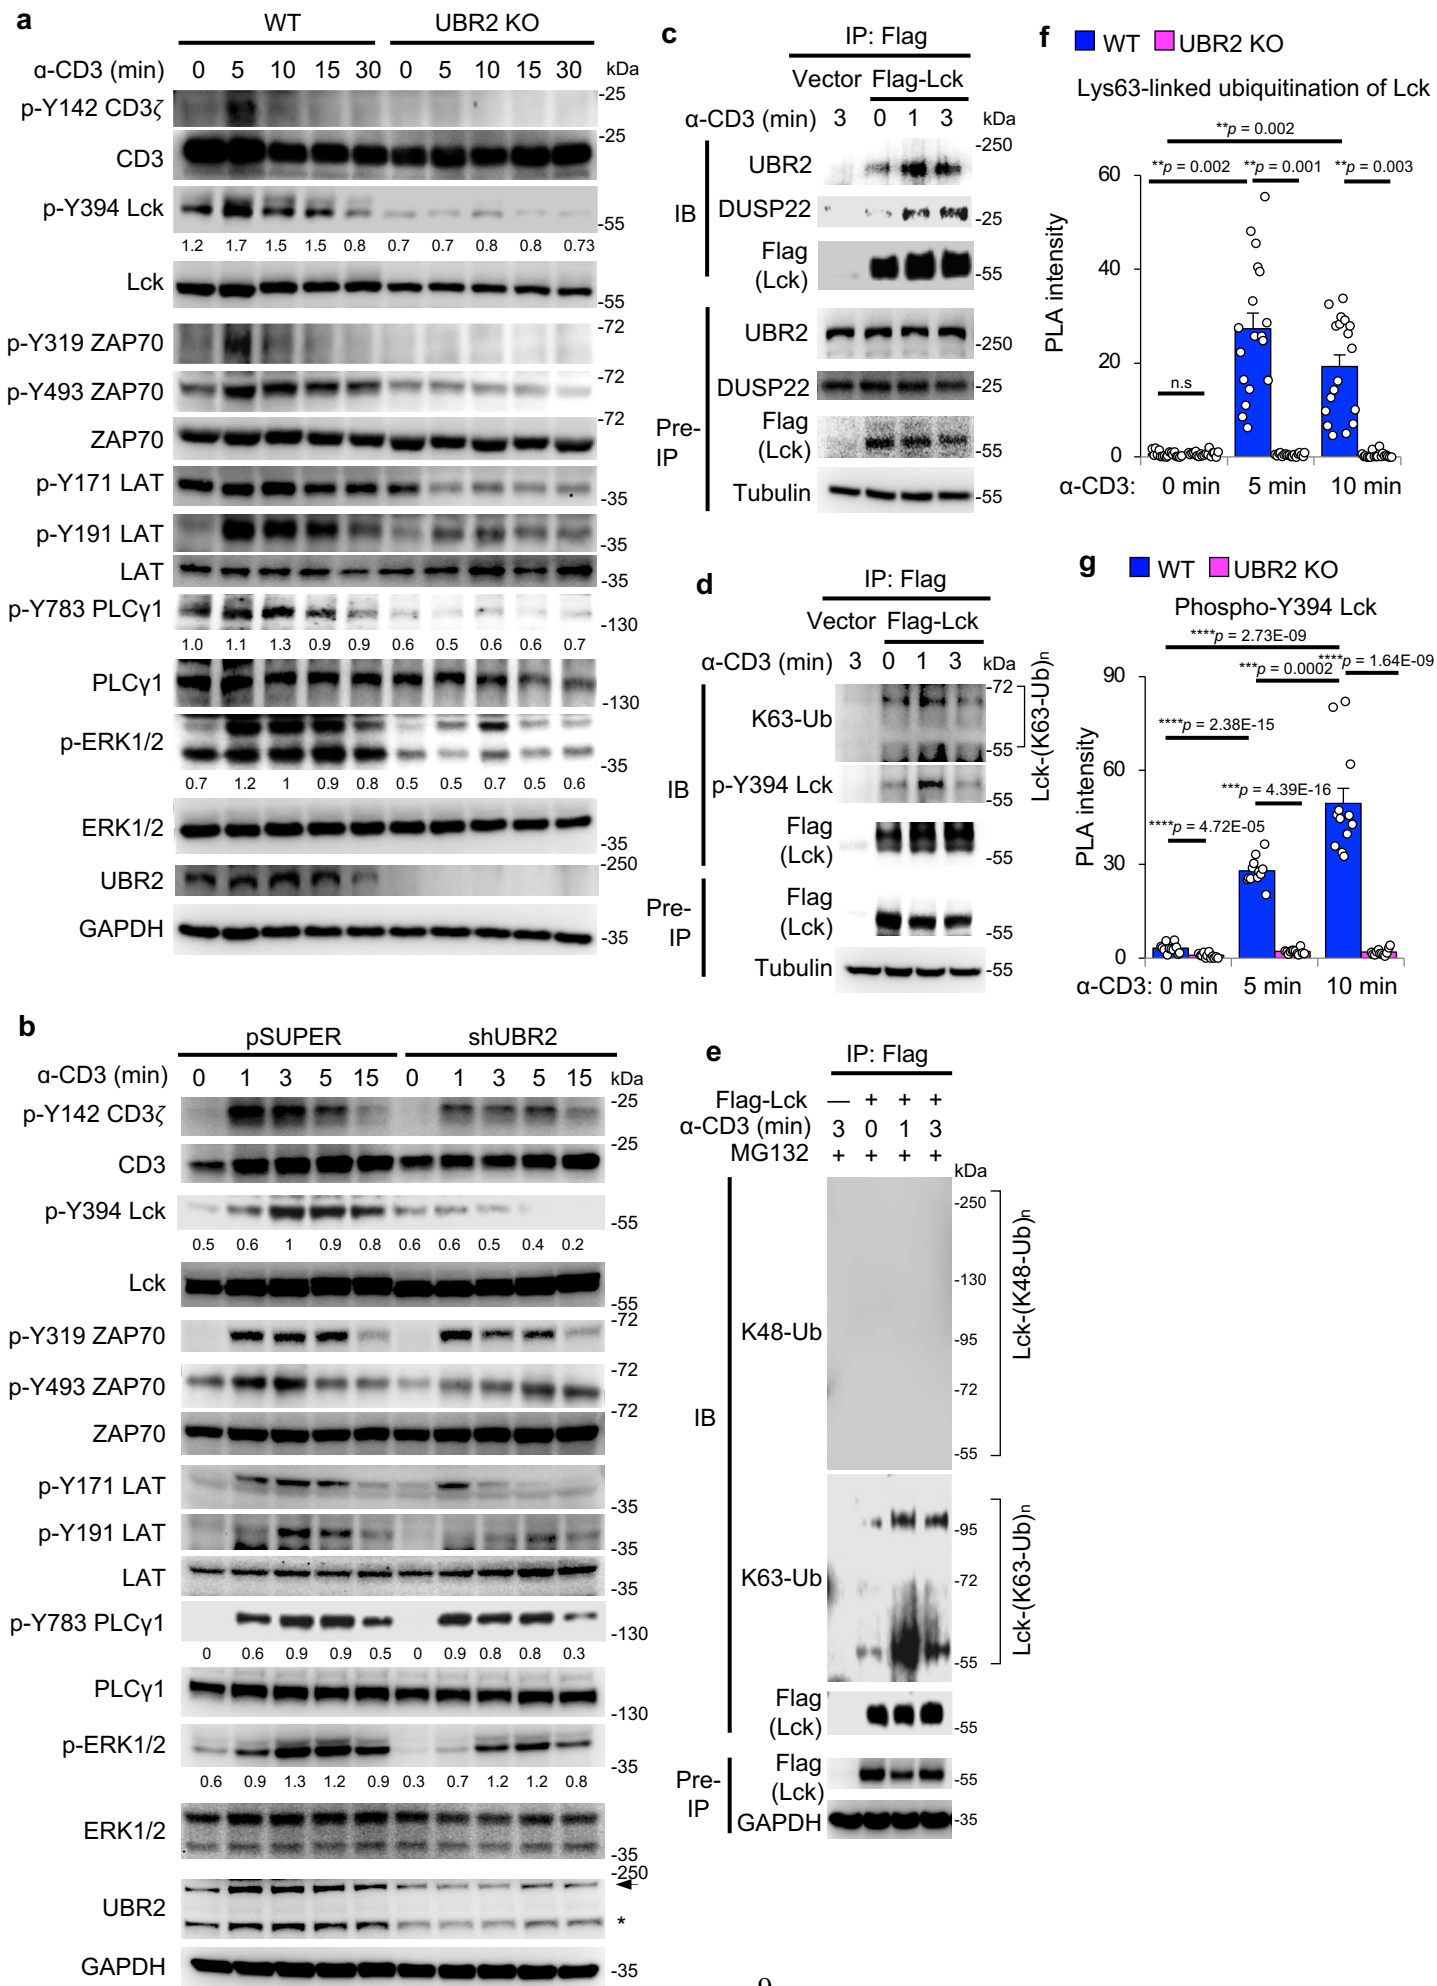 a
WT UBR2 KO
α-CD3 (min) 0 5 10 15 30 0 5 10 15 30 kDa
p-Y142 CD3ζ -25
CD3 -25
p-Y394 Lck -55
1.2 1.7 1.5 1.5 0.8 0.7 0.7 0.8 0.8 0.73
Lck -55
p-Y319 ZAP70 -72
p-Y493 ZAP70 -72
ZAP70 -72
p-Y171 LAT -35
p-Y191 LAT -35
LAT -35
p-Y783 PLCγ1 -130
1.0 1.1 1.3 0.9 0.9 0.6 0.5 0.6 0.6 0.7
PLCγ1 -130
p-ERK1/2 -35
0.7 1.2 1 0.9 0.8 0.5 0.5 0.7 0.5 0.6
ERK1/2 -35
UBR2 -250
GAPDH -35
b
pSUPER shUBR2
α-CD3 (min) 0 1 3 5 15 0 1 3 5 15 kDa
p-Y142 CD3ζ -25
CD3 -25
p-Y394 Lck -55
0.5 0.6 1 0.9 0.8 0.6 0.6 0.5 0.4 0.2
Lck -55
p-Y319 ZAP70 -72
p-Y493 ZAP70 -72
ZAP70 -72
p-Y171 LAT -35
p-Y191 LAT -35
LAT -35
p-Y783 PLCγ1 -130
0 0.6 0.9 0.9 0.5 0 0.9 0.8 0.8 0.3
PLCγ1 -130
p-ERK1/2 -35
0.6 0.9 1.3 1.2 0.9 0.3 0.7 1.2 1.2 0.8
ERK1/2 -35
UBR2 -250
*
GAPDH -35
c
IP: Flag
Vector Flag-Lck
α-CD3 (min) 3 0 1 3 kDa
IB
UBR2 -250
DUSP22 -25
Flag
(Lck) -55
Pre-
IP
UBR2 -250
DUSP22 -25
Flag
(Lck) -55
Tubulin -55
d
IP: Flag
Vector Flag-Lck
α-CD3 (min) 3 0 1 3 kDa
IB
K63-Ub -72
-55
Lck-(K63-Ub)n
p-Y394 Lck -55
Flag
(Lck) -55
Pre-
IP
Flag
(Lck) -55
Tubulin -55
e
IP: Flag
Flag-Lck — + + +
α-CD3 (min) 3 0 1 3
MG132 + + + +
kDa
IB
K48-Ub
-250
-130
-95
-72
-55
Lck-(K48-Ub)n
K63-Ub
-95
-72
-55
Lck-(K63-Ub)n
Flag
(Lck) -55
Pre-
IP
Flag
(Lck) -55
GAPDH -35
f
WT UBR2 KO
Lys63-linked ubiquitination of Lck
**p = 0.002
**p = 0.002 **p = 0.001 **p = 0.003
n.s
PLA intensity
60
40
20
0
α-CD3: 0 min 5 min 10 min
g
WT UBR2 KO
Phospho-Y394 Lck
****p = 2.73E-09
***p = 0.0002 ****p = 1.64E-09
****p = 2.38E-15
***p = 4.39E-16
****p = 4.72E-05
PLA intensity
90
60
30
0
α-CD3: 0 min 5 min 10 min